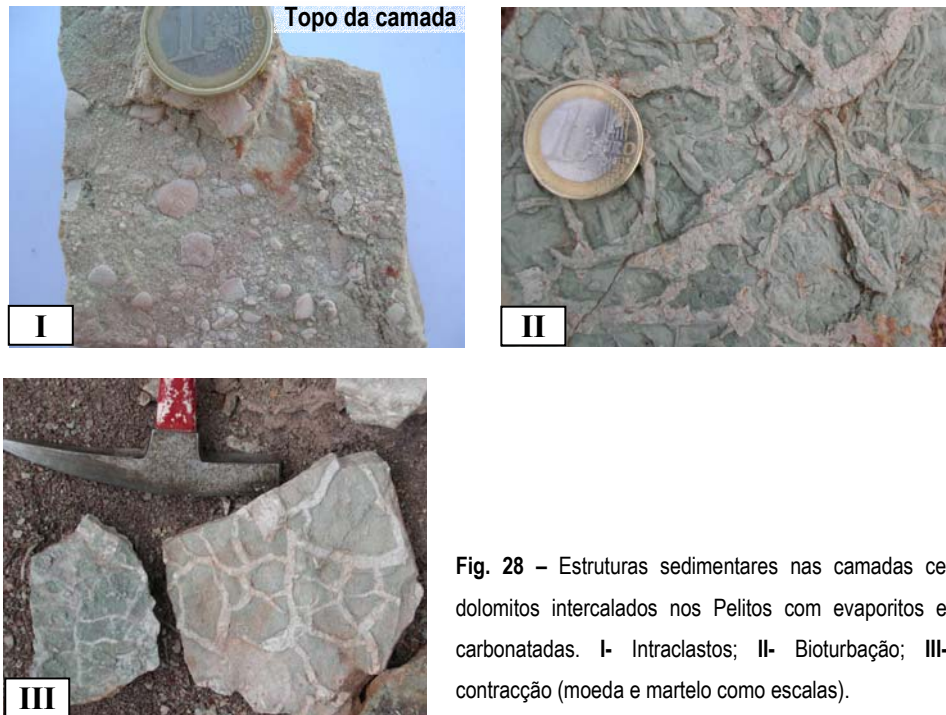 Topo da camada
I
II
III
Fig. 28 – Estruturas sedimentares nas camadas ce
dolomitos intercalados nos Pelitos com evaporitos e
carbonatadas. I- Intraclastos; II- Bioturbação; III-
contracção (moeda e martelo como escalas).